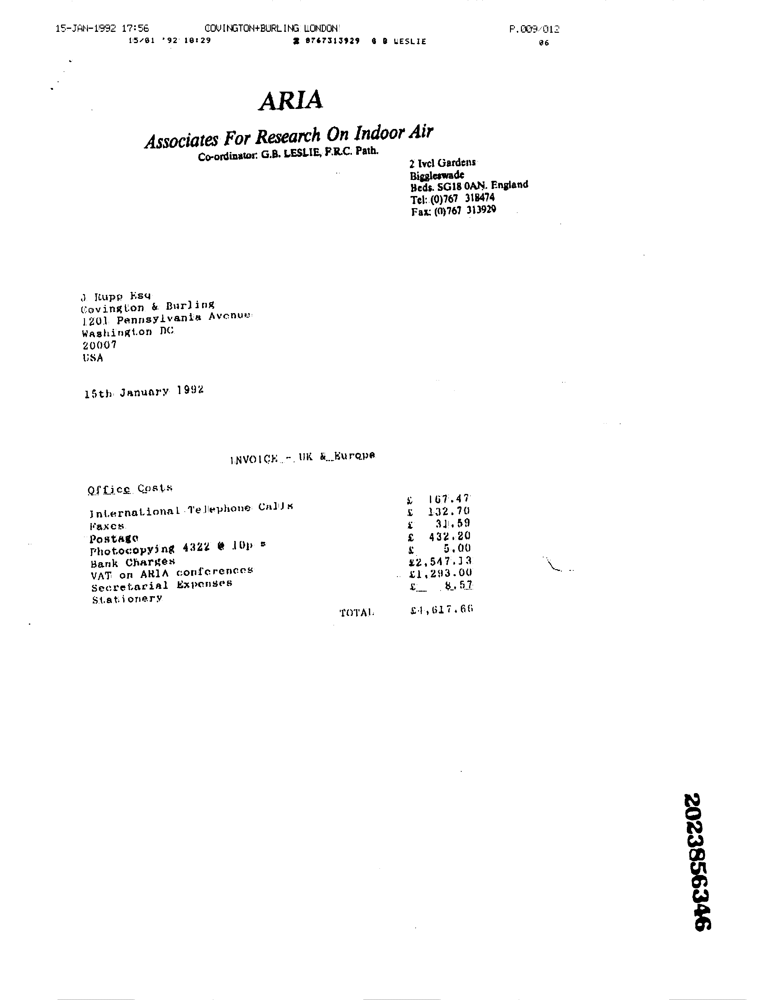 15-JAN-1992 17:56 COVINGTON+BURLING LONDON P.009/012
15/01 '92 18:29 0767313929 G B LESLIE 06
ARIA
Associates For Research On Indoor Air
Co-ordinator: G.B. LESLIE, F.R.C. Path.
2 Ivel Gardens
Biggleswade
Beds. SG18 0AN. England
Tel: (0)767 318474
Fax: (0)767 313929
J Rupp Esq
Covington & Burling
1201 Pennsylvania Avenue
Washington DC
20007
USA
15th January 1992
INVOICE - UK & Europe
Office Costs
International Telephone Calls £ 167.47
Faxes £ 132.70
Postage £ 31.59
Photocopying 4322 @ 10p = £ 432.20
Bank Charges £ 5.00
VAT on ARIA conferences £2,547.13
Secretarial Expenses £1,293.00
Stationery £ 8.57
TOTAL £4,617.66
2023856346